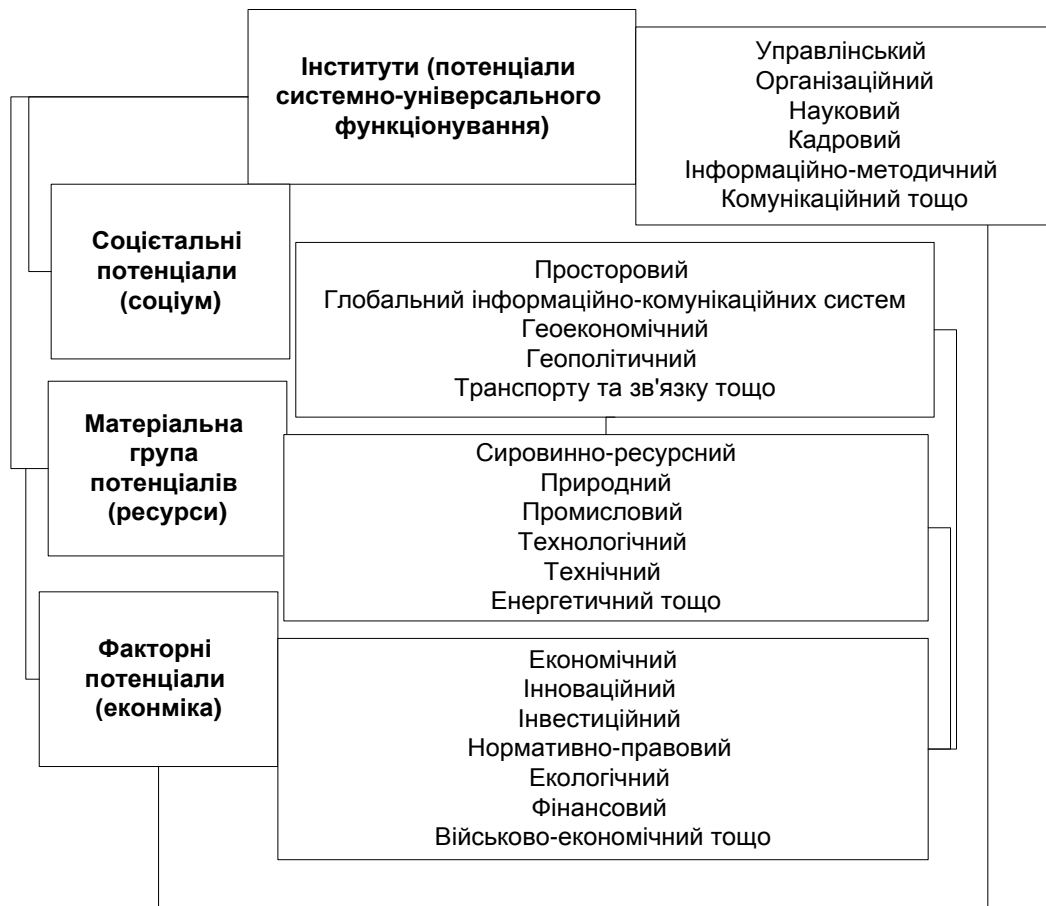 Інститути (потенціали
системно-універсального
функціонування)
Управлінський
Організаційний
Науковий
Кадровий
Інформаційно-методичний
Комунікаційний тощо
Соцієтальні
потенціали
(соціум)
Просторовий
Глобальний інформаційно-комунікаційних систем
Геоекономічний
Геополітичний
Транспорту та зв'язку тощо
Матеріальна
група
потенціалів
(ресурси)
Сировинно-ресурсний
Природний
Промисловий
Технологічний
Технічний
Енергетичний тощо
Факторні
потенціали
(еконміка)
Економічний
Інноваційний
Інвестиційний
Нормативно-правовий
Екологічний
Фінансовий
Військово-економічний тощо